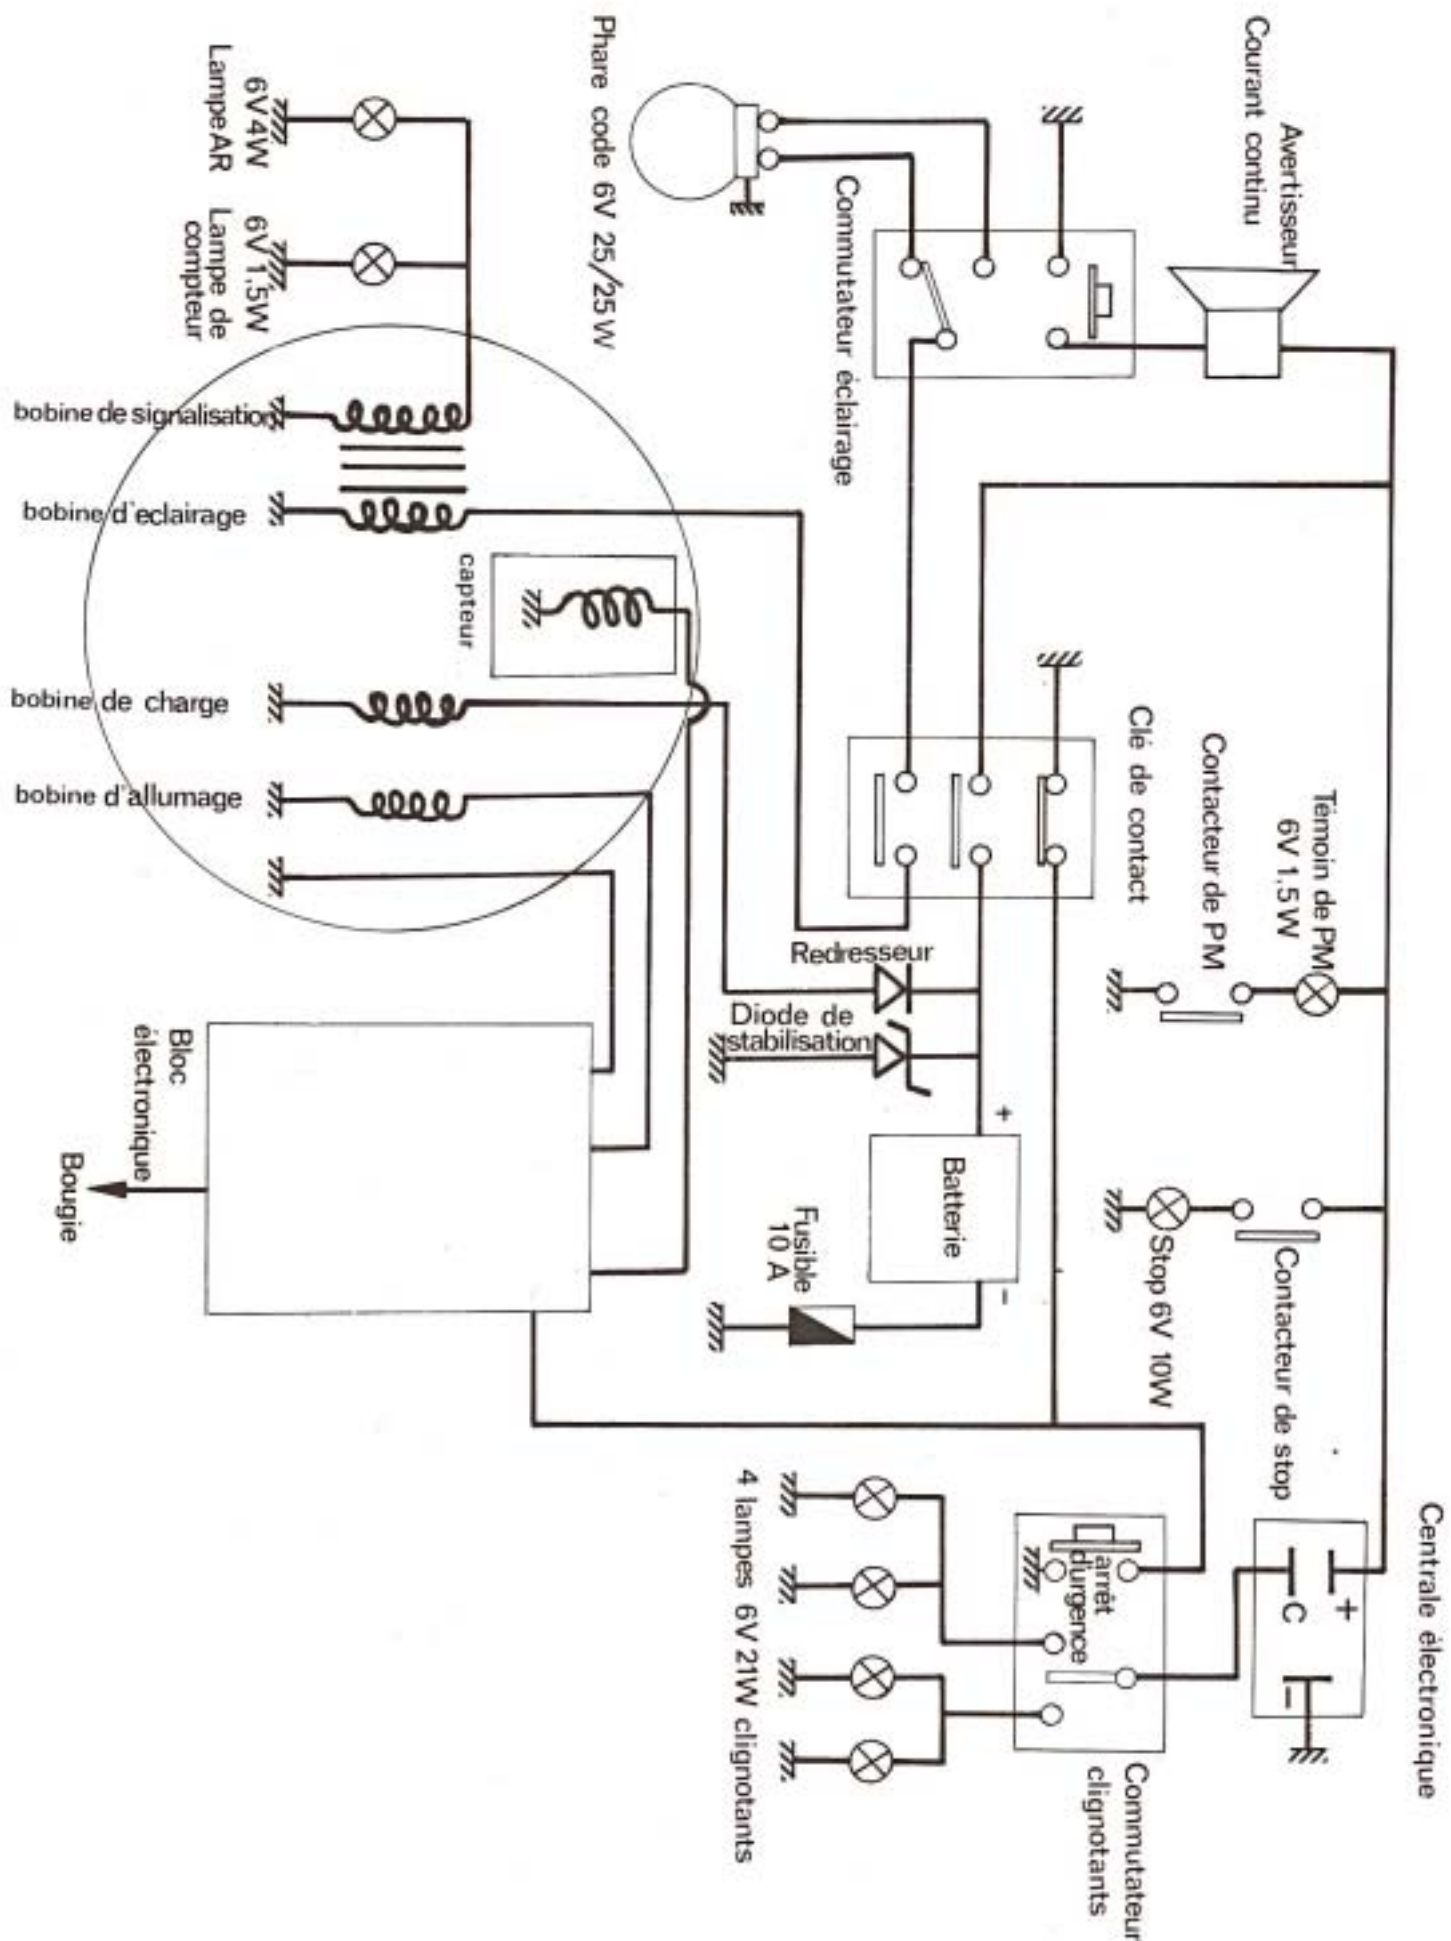 Courant continu
Avertisseur
Phare code 6V 25/25W
Commutateur éclairage
6V4W
Lampe AR
6V 1,5W
Lampe de
compteur
bobine de signalisation
bobine d'eclairage
capteur
bobine de charge
bobine d'allumage
Clé de contact
Contacteur de PM
Témoin de PM
6V 1,5W
Redresseur
Diode de
stabilisation
+
Batterie
-
Fusible
10 A
Bloc
électronique
Bougie
Stop 6V 10W
Contacteur de stop
Centrale électronique
+
C
-
arrêt
d'urgence
4 lampes 6V 21W clignotants
Commutateur
clignotants